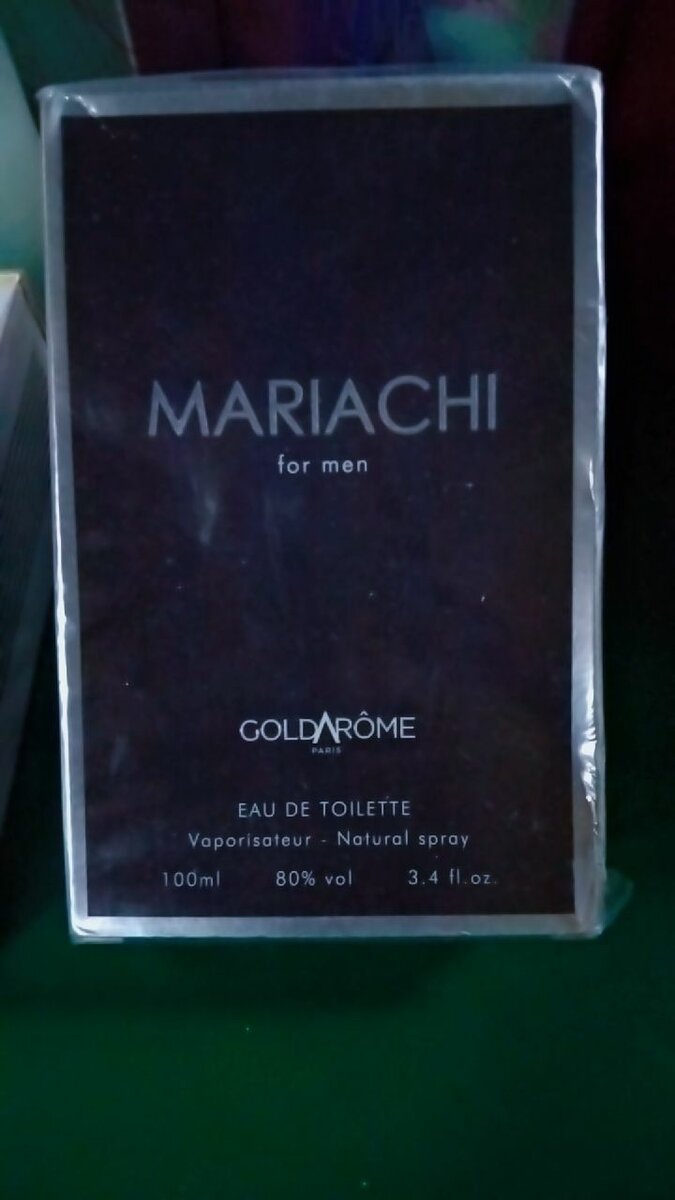 MARIACHI
for men
GOLDARÔME
PARIS
EAU DE TOILETTE
Vaporisateur - Natural spray
100ml 80% vol 3.4 fl.oz.